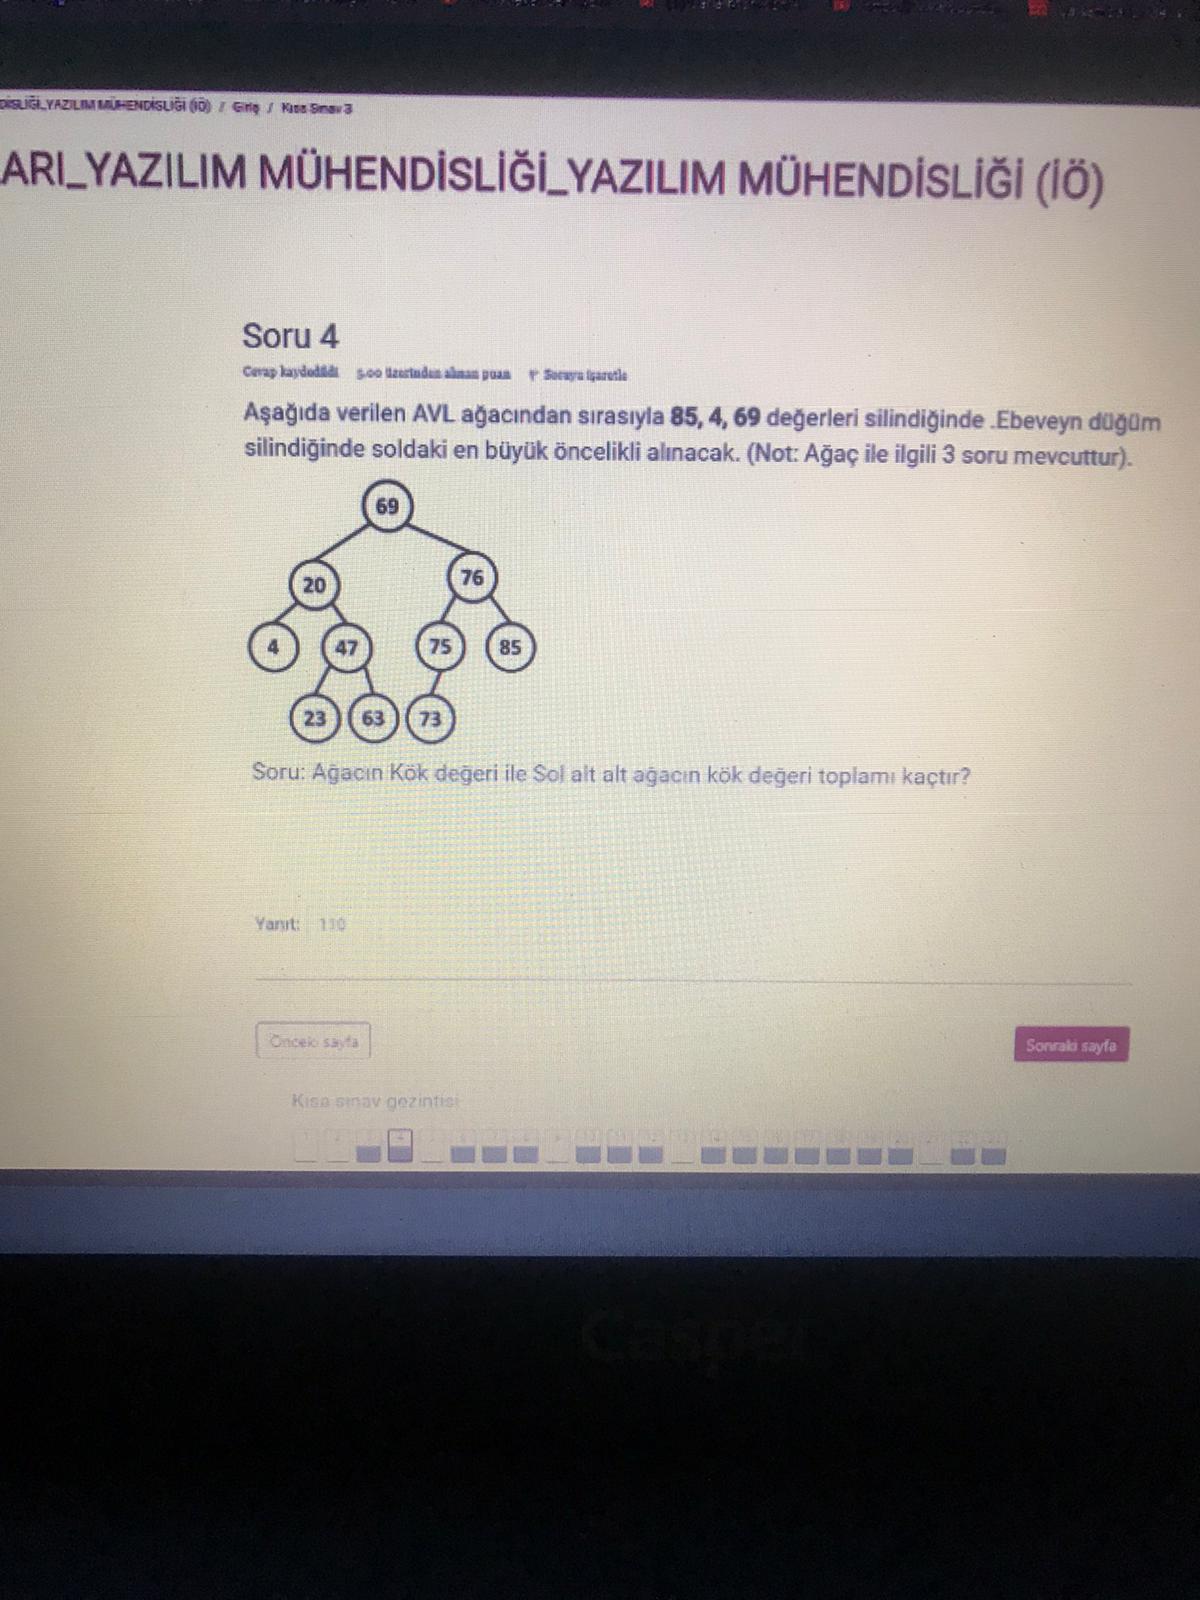 DİSLİĞİ_YAZILIM MÜHENDİSLİĞİ (İÖ) / Giriş / Kısa Sınav 3
ARI_YAZILIM MÜHENDİSLİĞİ_YAZILIM MÜHENDİSLİĞİ (İÖ)
Soru 4
Cevap kaydedildi 5,00 üzerinden alınan puan Soruyu işaretle
Aşağıda verilen AVL ağacından sırasıyla 85, 4, 69 değerleri silindiğinde .Ebeveyn düğüm
silindiğinde soldaki en büyük öncelikli alınacak. (Not: Ağaç ile ilgili 3 soru mevcuttur).
69
20 76
4 47 75 85
23 63 73
Soru: Ağacın Kök değeri ile Sol alt alt ağacın kök değeri toplamı kaçtır?
Yanıt: 110
Önceki sayfa
Sonraki sayfa
Kısa sınav gezintisi
Casper